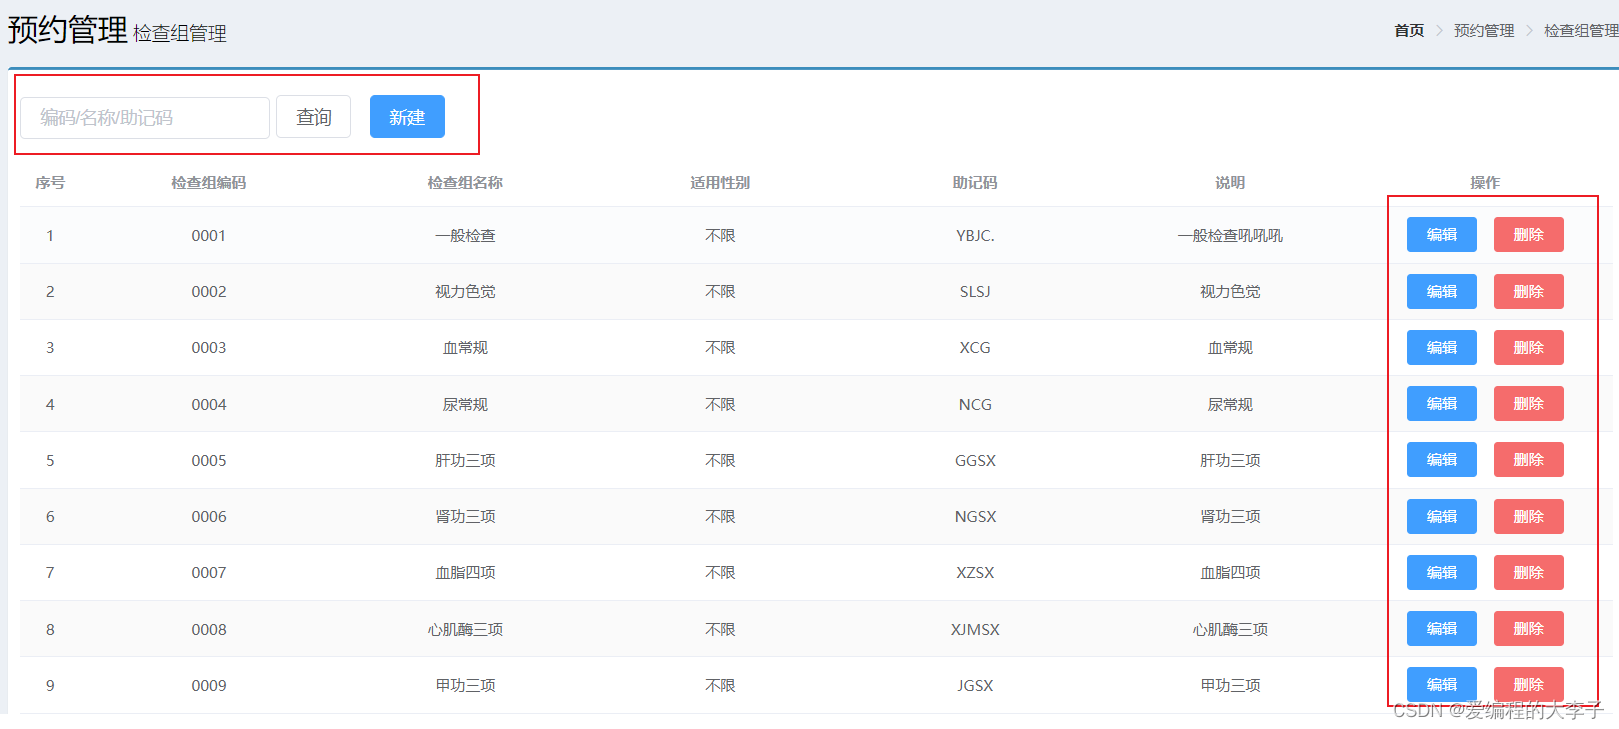 预约管理 检查组管理
首页 > 预约管理 > 检查组管理
编码/名称/助记码 查询 新建
序号 检查组编码 检查组名称 适用性别 助记码 说明 操作
1 0001 一般检查 不限 YBJC. 一般检查吼吼吼 编辑 删除
2 0002 视力色觉 不限 SLSJ 视力色觉 编辑 删除
3 0003 血常规 不限 XCG 血常规 编辑 删除
4 0004 尿常规 不限 NCG 尿常规 编辑 删除
5 0005 肝功三项 不限 GGSX 肝功三项 编辑 删除
6 0006 肾功三项 不限 NGSX 肾功三项 编辑 删除
7 0007 血脂四项 不限 XZSX 血脂四项 编辑 删除
8 0008 心肌酶三项 不限 XJMSX 心肌酶三项 编辑 删除
9 0009 甲功三项 不限 JGSX 甲功三项 编辑 删除
CSDN @爱编程的大李子